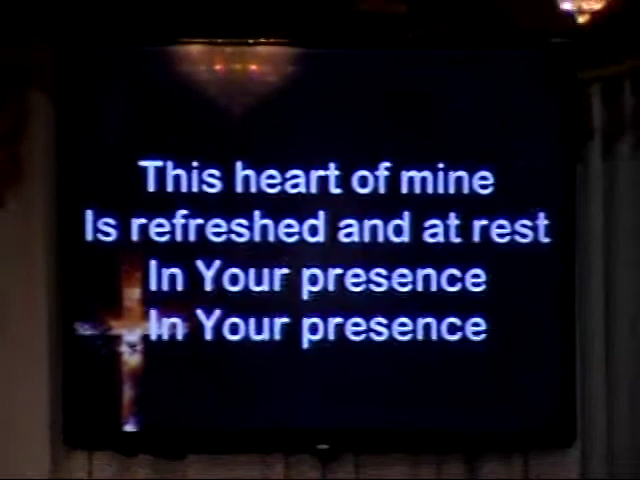 This heart of mine
Is refreshed and at rest
In Your presence
In Your presence